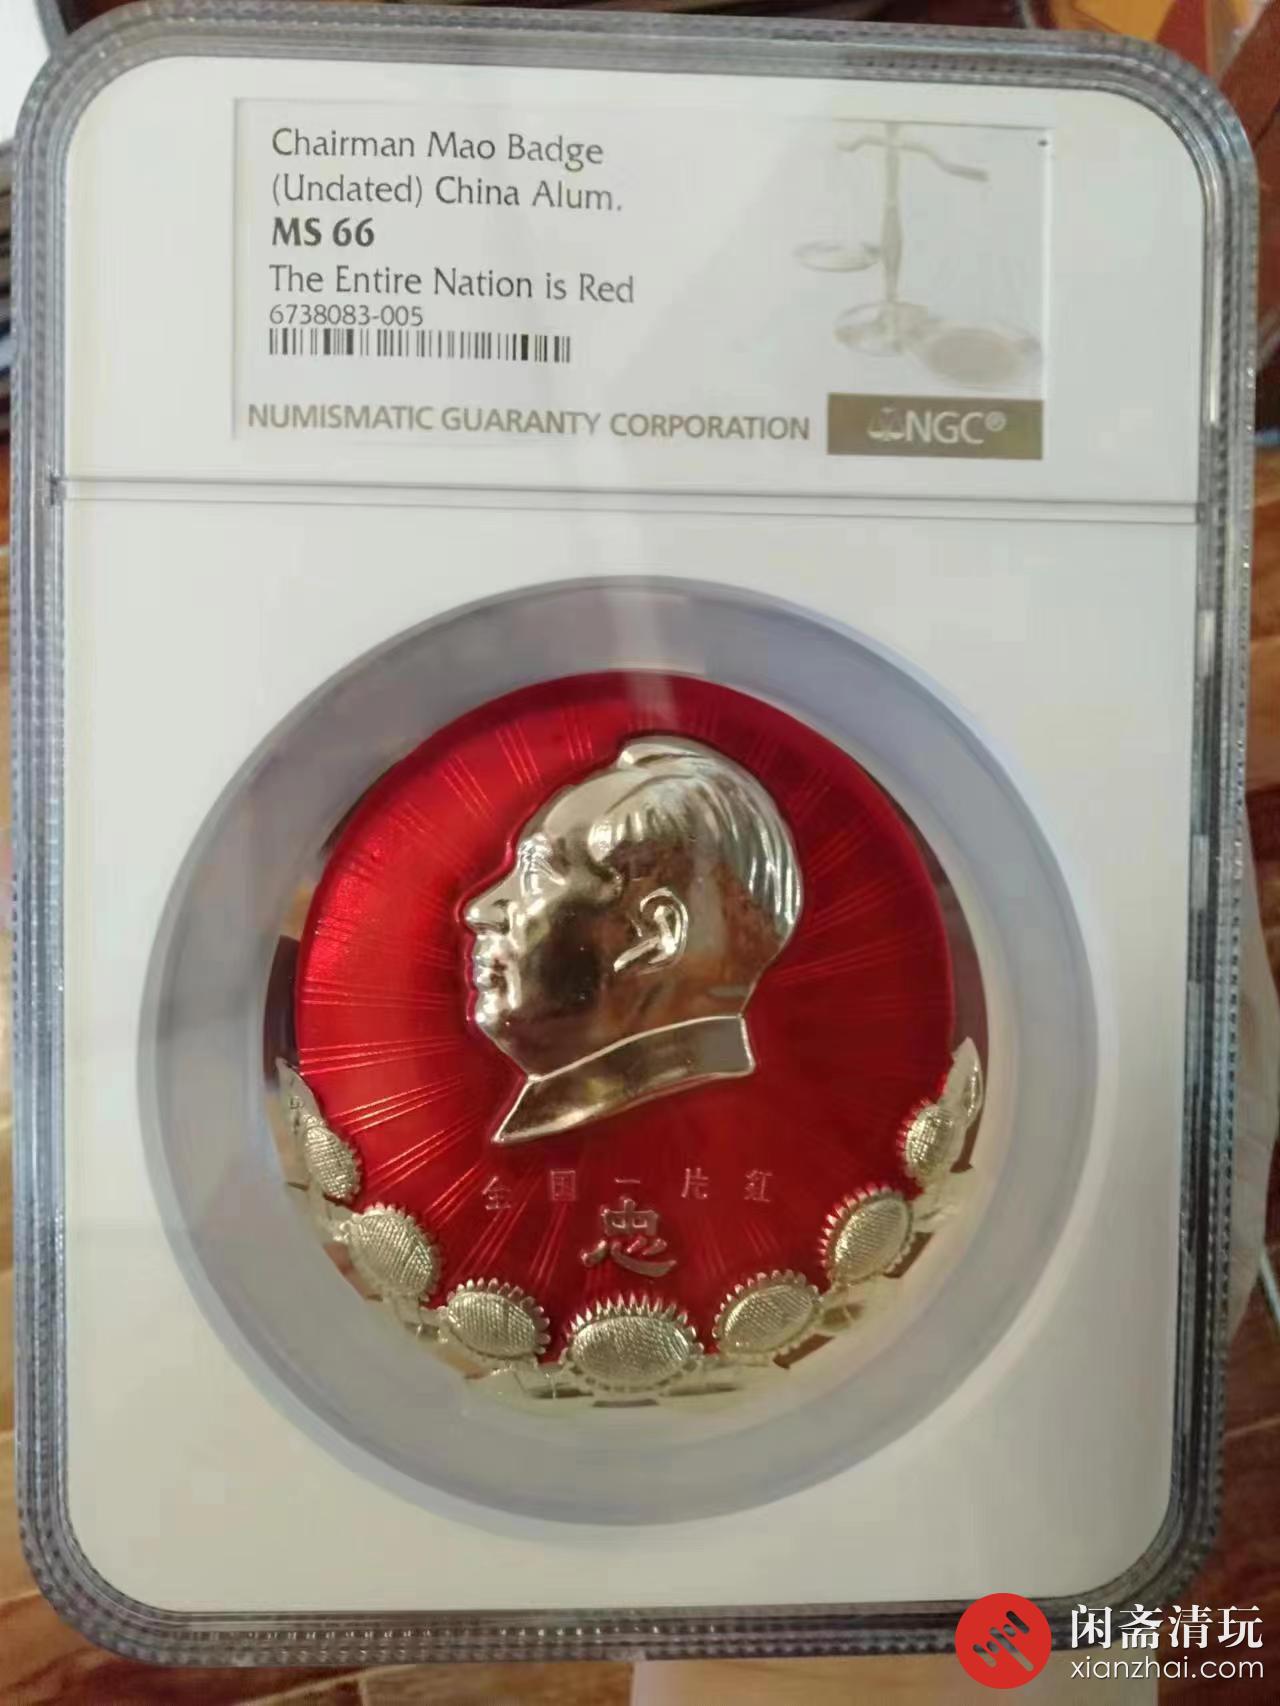 Chairman Mao Badge
(Undated) China Alum.
MS 66
The Entire Nation is Red
6738083-005
NUMISMATIC GUARANTY CORPORATION
NGC®
全国一片红
忠
闲斋清玩
xianzhai.com